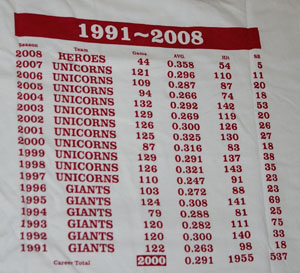 1991~2008
Season Team Game AVG. Hit SB
2008 HEROES 44 0.358 54 5
2007 UNICORNS 121 0.296 110 11
2006 UNICORNS 109 0.287 87 20
2005 UNICORNS 94 0.266 74 18
2004 UNICORNS 132 0.292 142 53
2003 UNICORNS 129 0.269 119 20
2002 UNICORNS 126 0.300 128 26
2001 UNICORNS 125 0.325 130 27
2000 UNICORNS 87 0.316 83 18
1999 UNICORNS 129 0.291 137 38
1998 UNICORNS 126 0.321 143 35
1997 UNICORNS 110 0.247 91 23
1996 GIANTS 103 0.272 88 23
1995 GIANTS 124 0.308 141 69
1994 GIANTS 79 0.288 81 25
1993 GIANTS 120 0.282 111 75
1992 GIANTS 120 0.300 140 33
1991 GIANTS 122 0.263 98 18
Career Total 2000 0.291 1955 537